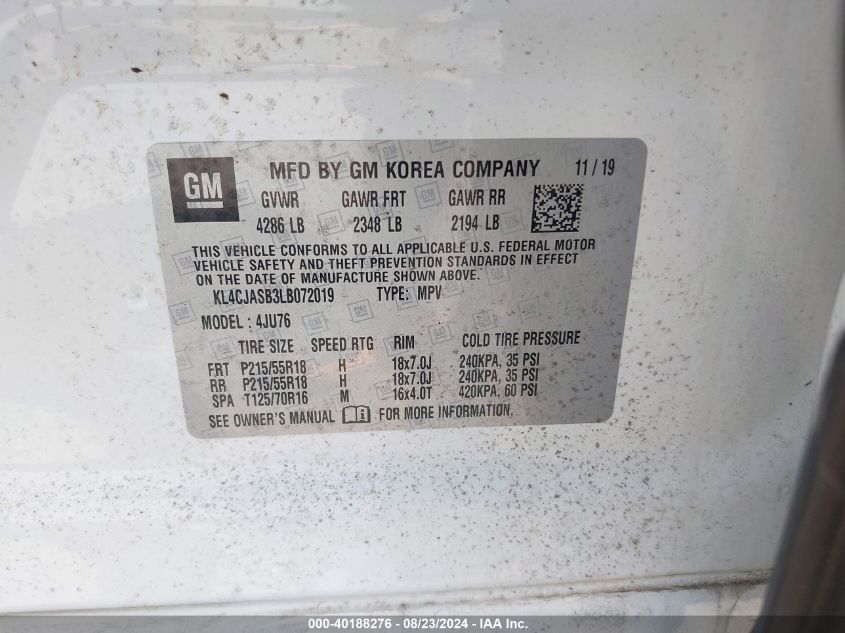 GM MFD BY GM KOREA COMPANY 11 / 19
GVWR GAWR FRT GAWR RR
4286 LB 2348 LB 2194 LB
THIS VEHICLE CONFORMS TO ALL APPLICABLE U.S. FEDERAL MOTOR
VEHICLE SAFETY AND THEFT PREVENTION STANDARDS IN EFFECT
ON THE DATE OF MANUFACTURE SHOWN ABOVE.
KL4CJASB3LB072019 TYPE: MPV
MODEL : 4JU76
TIRE SIZE SPEED RTG RIM COLD TIRE PRESSURE
FRT P215/55R18 H 18x7.0J 240KPA, 35 PSI
RR P215/55R18 H 18x7.0J 240KPA, 35 PSI
SPA T125/70R16 M 16x4.0T 420KPA, 60 PSI
SEE OWNER'S MANUAL FOR MORE INFORMATION.
000-40188276 - 08/23/2024 - IAA Inc.